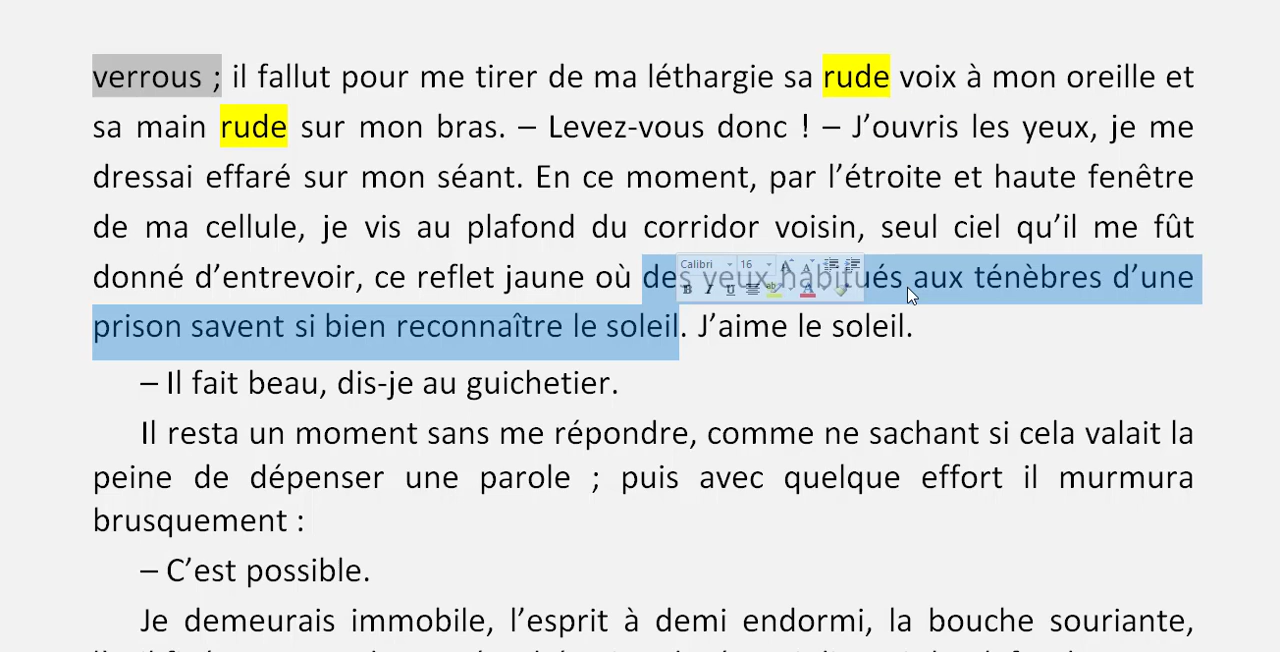 verrous ; il fallut pour me tirer de ma léthargie sa rude voix à mon oreille et
sa main rude sur mon bras. – Levez-vous donc ! – J’ouvris les yeux, je me
dressai effaré sur mon séant. En ce moment, par l’étroite et haute fenêtre
de ma cellule, je vis au plafond du corridor voisin, seul ciel qu’il me fût
Calibri 16
donné d’entrevoir, ce reflet jaune où des yeux habitués aux ténèbres d’une
prison savent si bien reconnaître le soleil. J’aime le soleil.
– Il fait beau, dis-je au guichetier.
Il resta un moment sans me répondre, comme ne sachant si cela valait la
peine de dépenser une parole ; puis avec quelque effort il murmura
brusquement :
– C’est possible.
Je demeurais immobile, l’esprit à demi endormi, la bouche souriante,